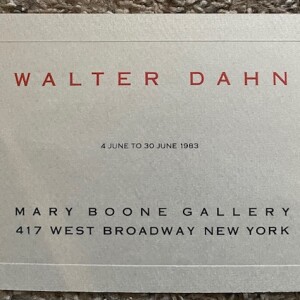 WALTER DAHN
4 JUNE TO 30 JUNE 1983
MARY BOONE GALLERY
417 WEST BROADWAY NEW YORK